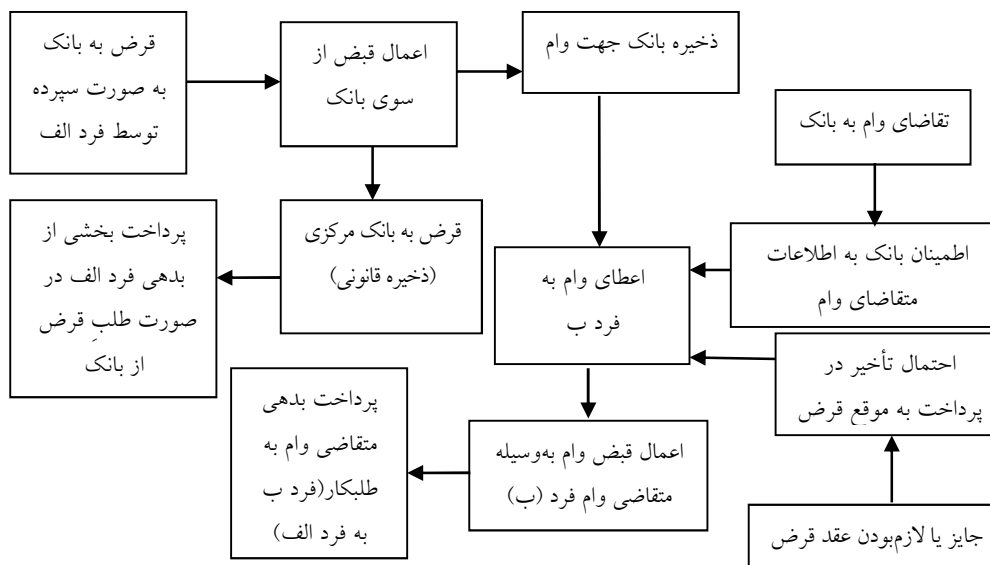 قرض به بانک
به صورت سپرده
توسط فرد الف
اعمال قبض از
سوی بانک
ذخیره بانک جهت وام
تقاضای وام به بانک
پرداخت بخشی از
بدهی فرد الف در
صورت طلبِ قرض
از بانک
قرض به بانک مرکزی
(ذخیره قانونی)
اعطای وام به
فرد ب
اطمینان بانک به اطلاعات
متقاضای وام
احتمال تأخیر در
پرداخت به موقع قرض
پرداخت بدهی
متقاضی وام به
طلبکار(فرد ب
به فرد الف)
اعمال قبض وام به‌وسیله
متقاضی وام فرد (ب)
جایز یا لازم‌بودن عقد قرض